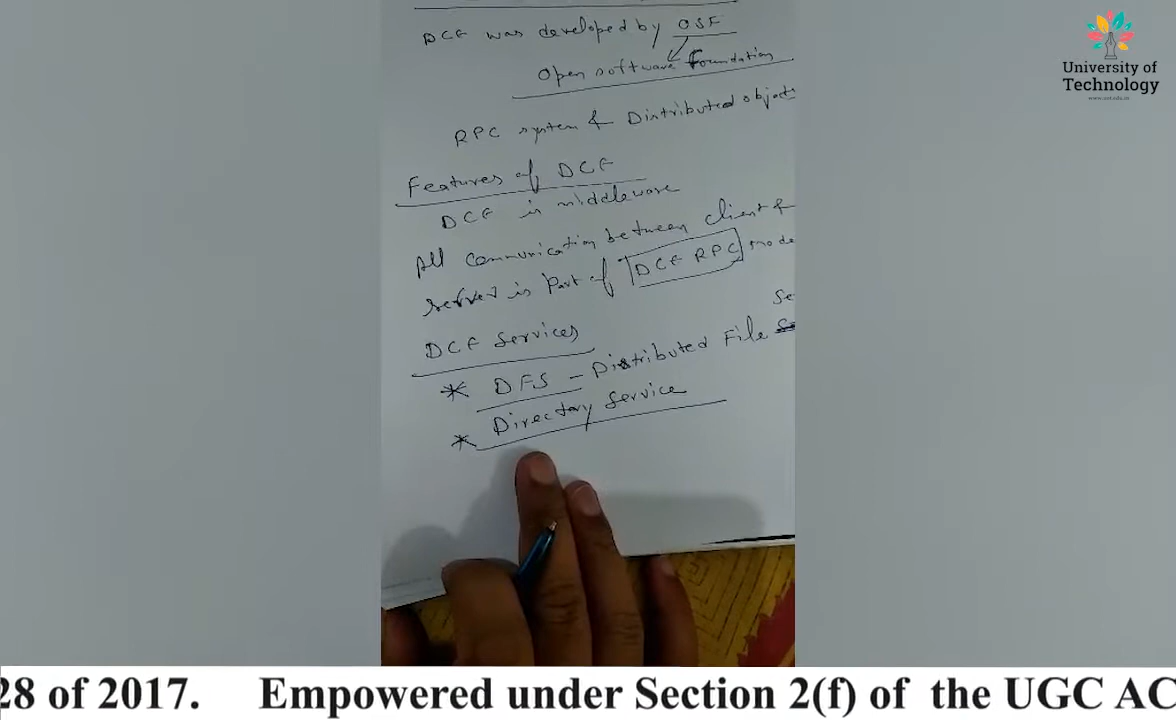 DCE was developed by OSF
Open software Foundation
RPC system & Distributed objects
Features of DCE
DCE is middleware
All communication between client &
server is part of DCE RPC mode
DCE Services
Se
* DFS - Distributed File
* Directory Service
University of
Technology
28 of 2017. Empowered under Section 2(f) of the UGC AC